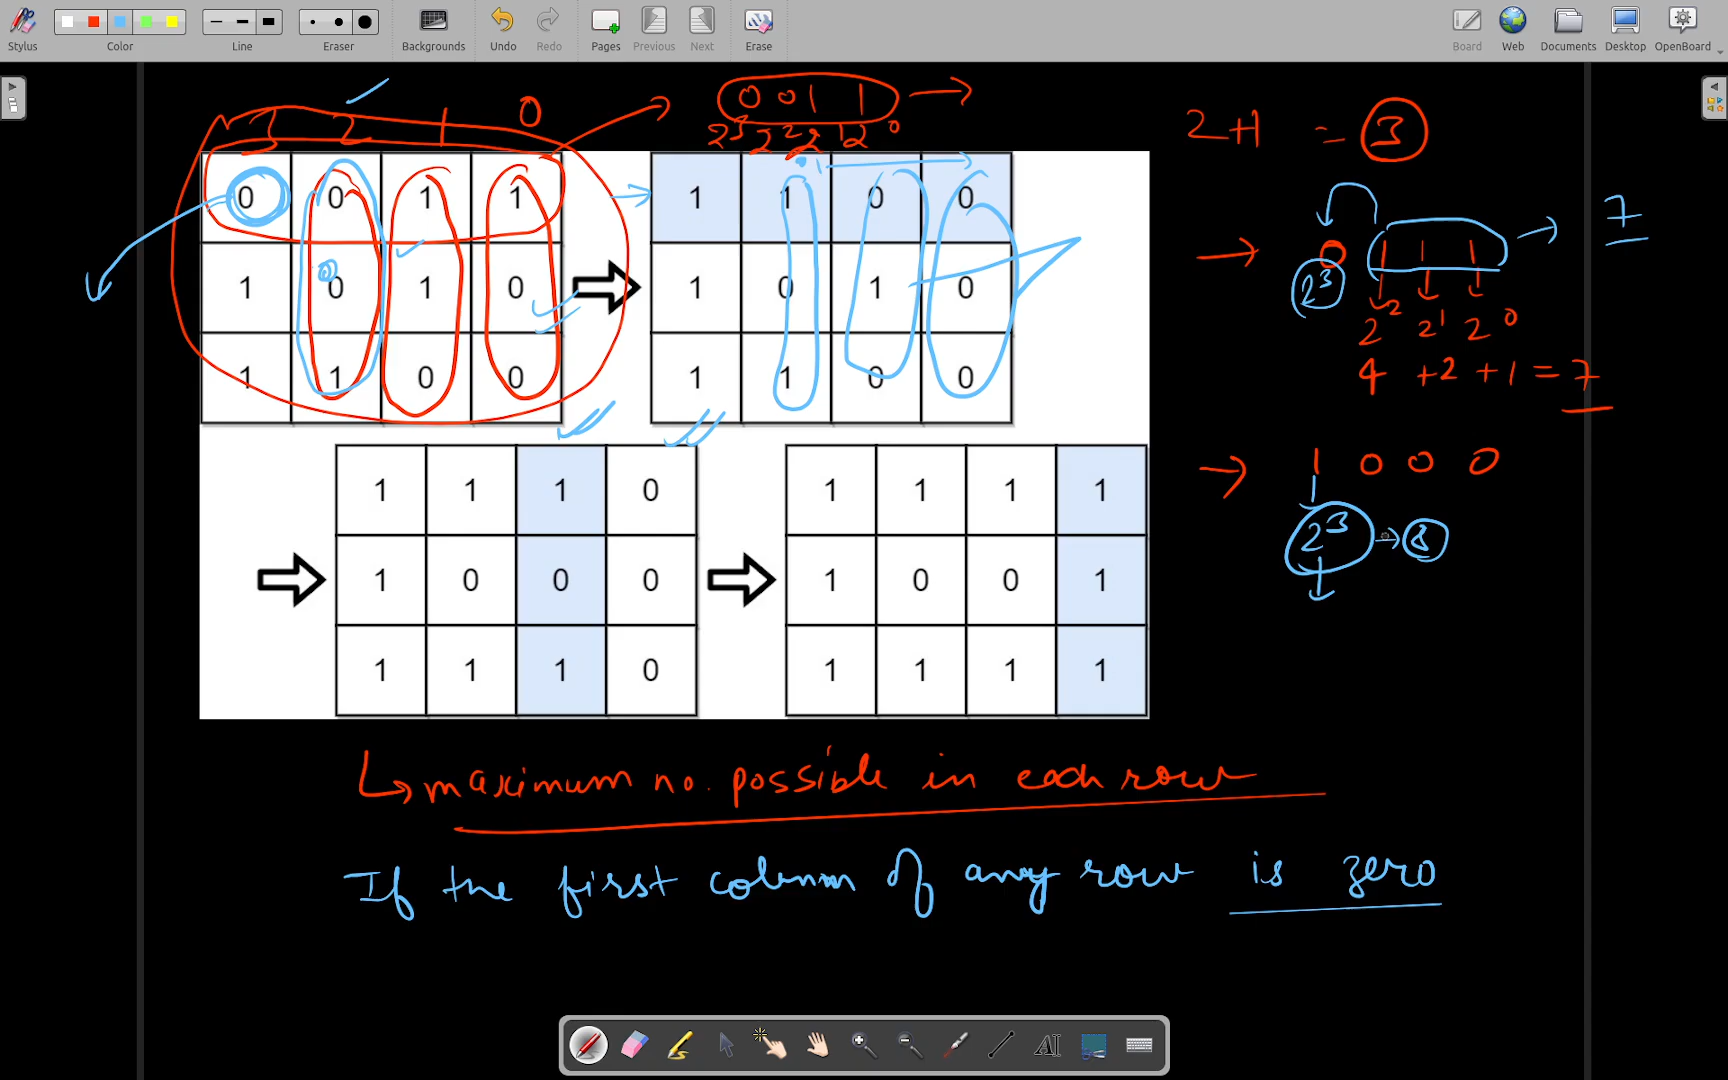 Stylus Color Line Eraser Backgrounds Undo Redo Pages Previous Next Erase Board Web Documents Desktop OpenBoard
3 2 1 0
0 0 1 1
2³ 2² 2¹ 2⁰
2+1 = 3
0 0 1 1
1 0 1 0
1 1 0 0
1 1 0 0
1 0 1 0
1 1 0 0
7
0 1 1 1
2³
2² 2¹ 2⁰
4 +2 +1 = 7
1 1 1 0
1 0 0 0
1 1 1 0
1 1 1 1
1 0 0 1
1 1 1 1
1 0 0 0
2³ → 8
↳ maximum no. possible in each row
If the first column of any row is zero